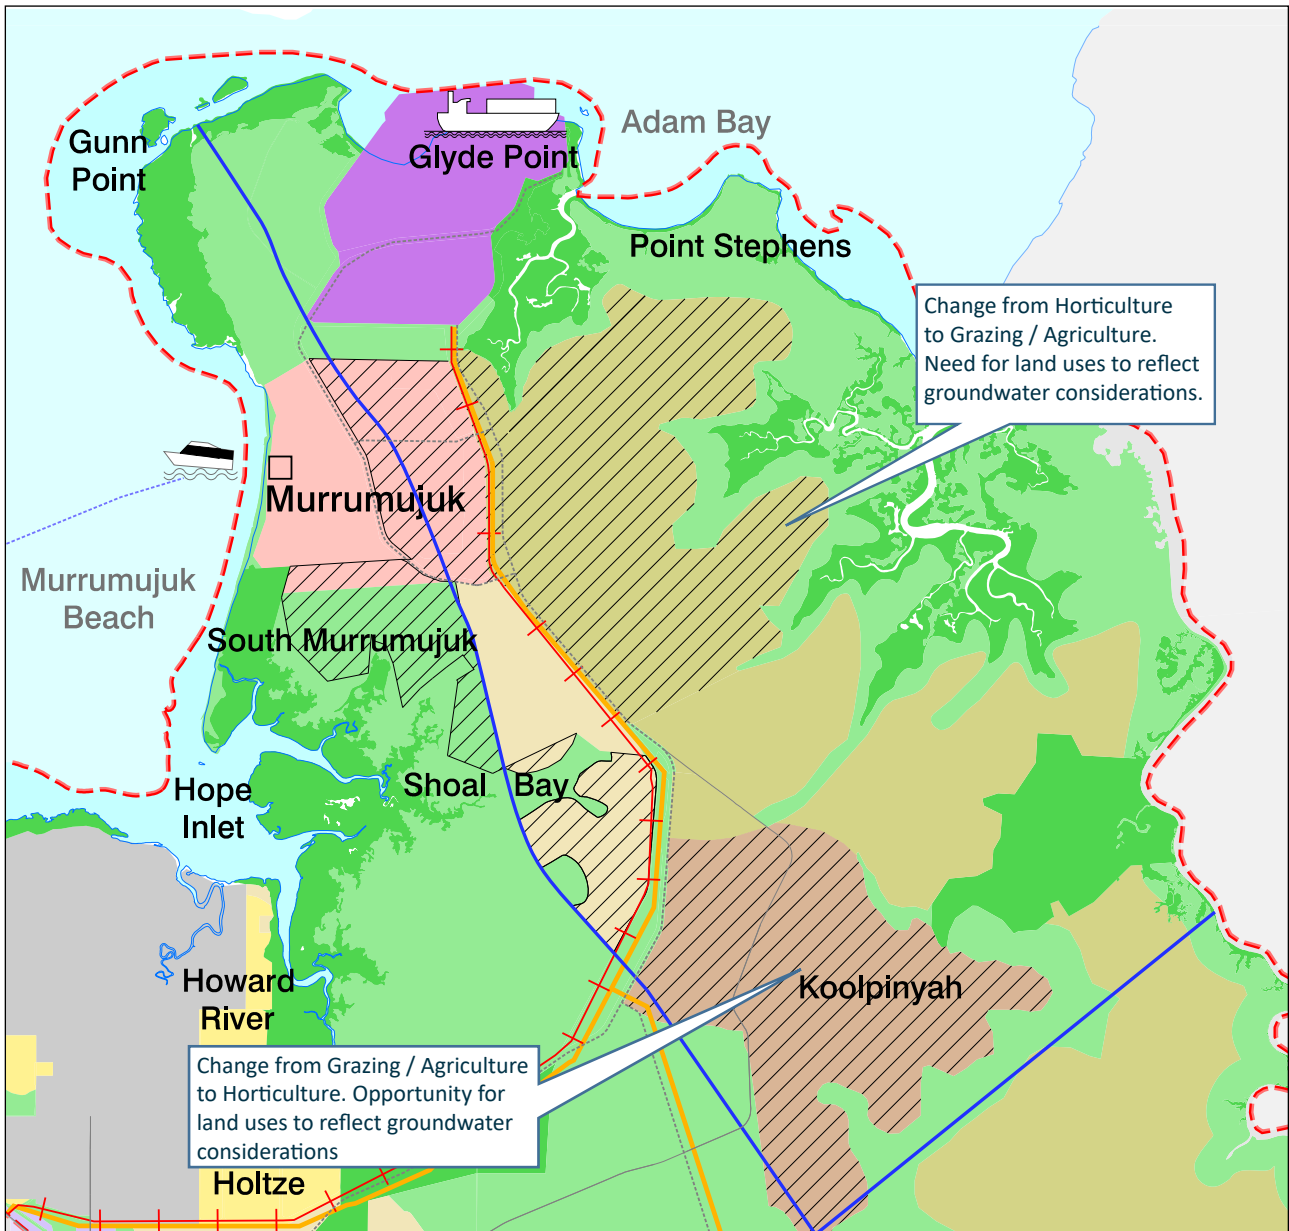 Adam Bay
Gunn
Point
Glyde Point
Point Stephens
Change from Horticulture
to Grazing / Agriculture.
Need for land uses to reflect
groundwater considerations.
Murrumujuk
Murrumujuk
Beach
South Murrumujuk
Shoal Bay
Hope
Inlet
Howard
River
Koolpinyah
Change from Grazing / Agriculture
to Horticulture. Opportunity for
land uses to reflect groundwater
considerations
Holtze